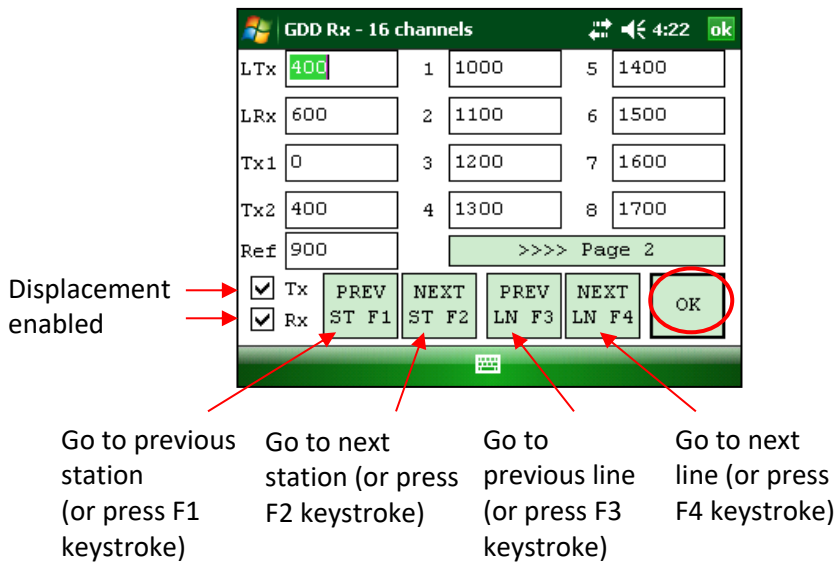 GDD Rx - 16 channels 4:22 ok
LTx 400 1 1000 5 1400
LRx 600 2 1100 6 1500
Tx1 0 3 1200 7 1600
Tx2 400 4 1300 8 1700
Ref 900 >>>> Page 2
Displacement
enabled
Tx
Rx
PREV
ST F1
NEXT
ST F2
PREV
LN F3
NEXT
LN F4
OK
Go to previous
station
(or press F1
keystroke)
Go to next
station (or press
F2 keystroke)
Go to
previous line
(or press F3
keystroke)
Go to next
line (or press
F4 keystroke)